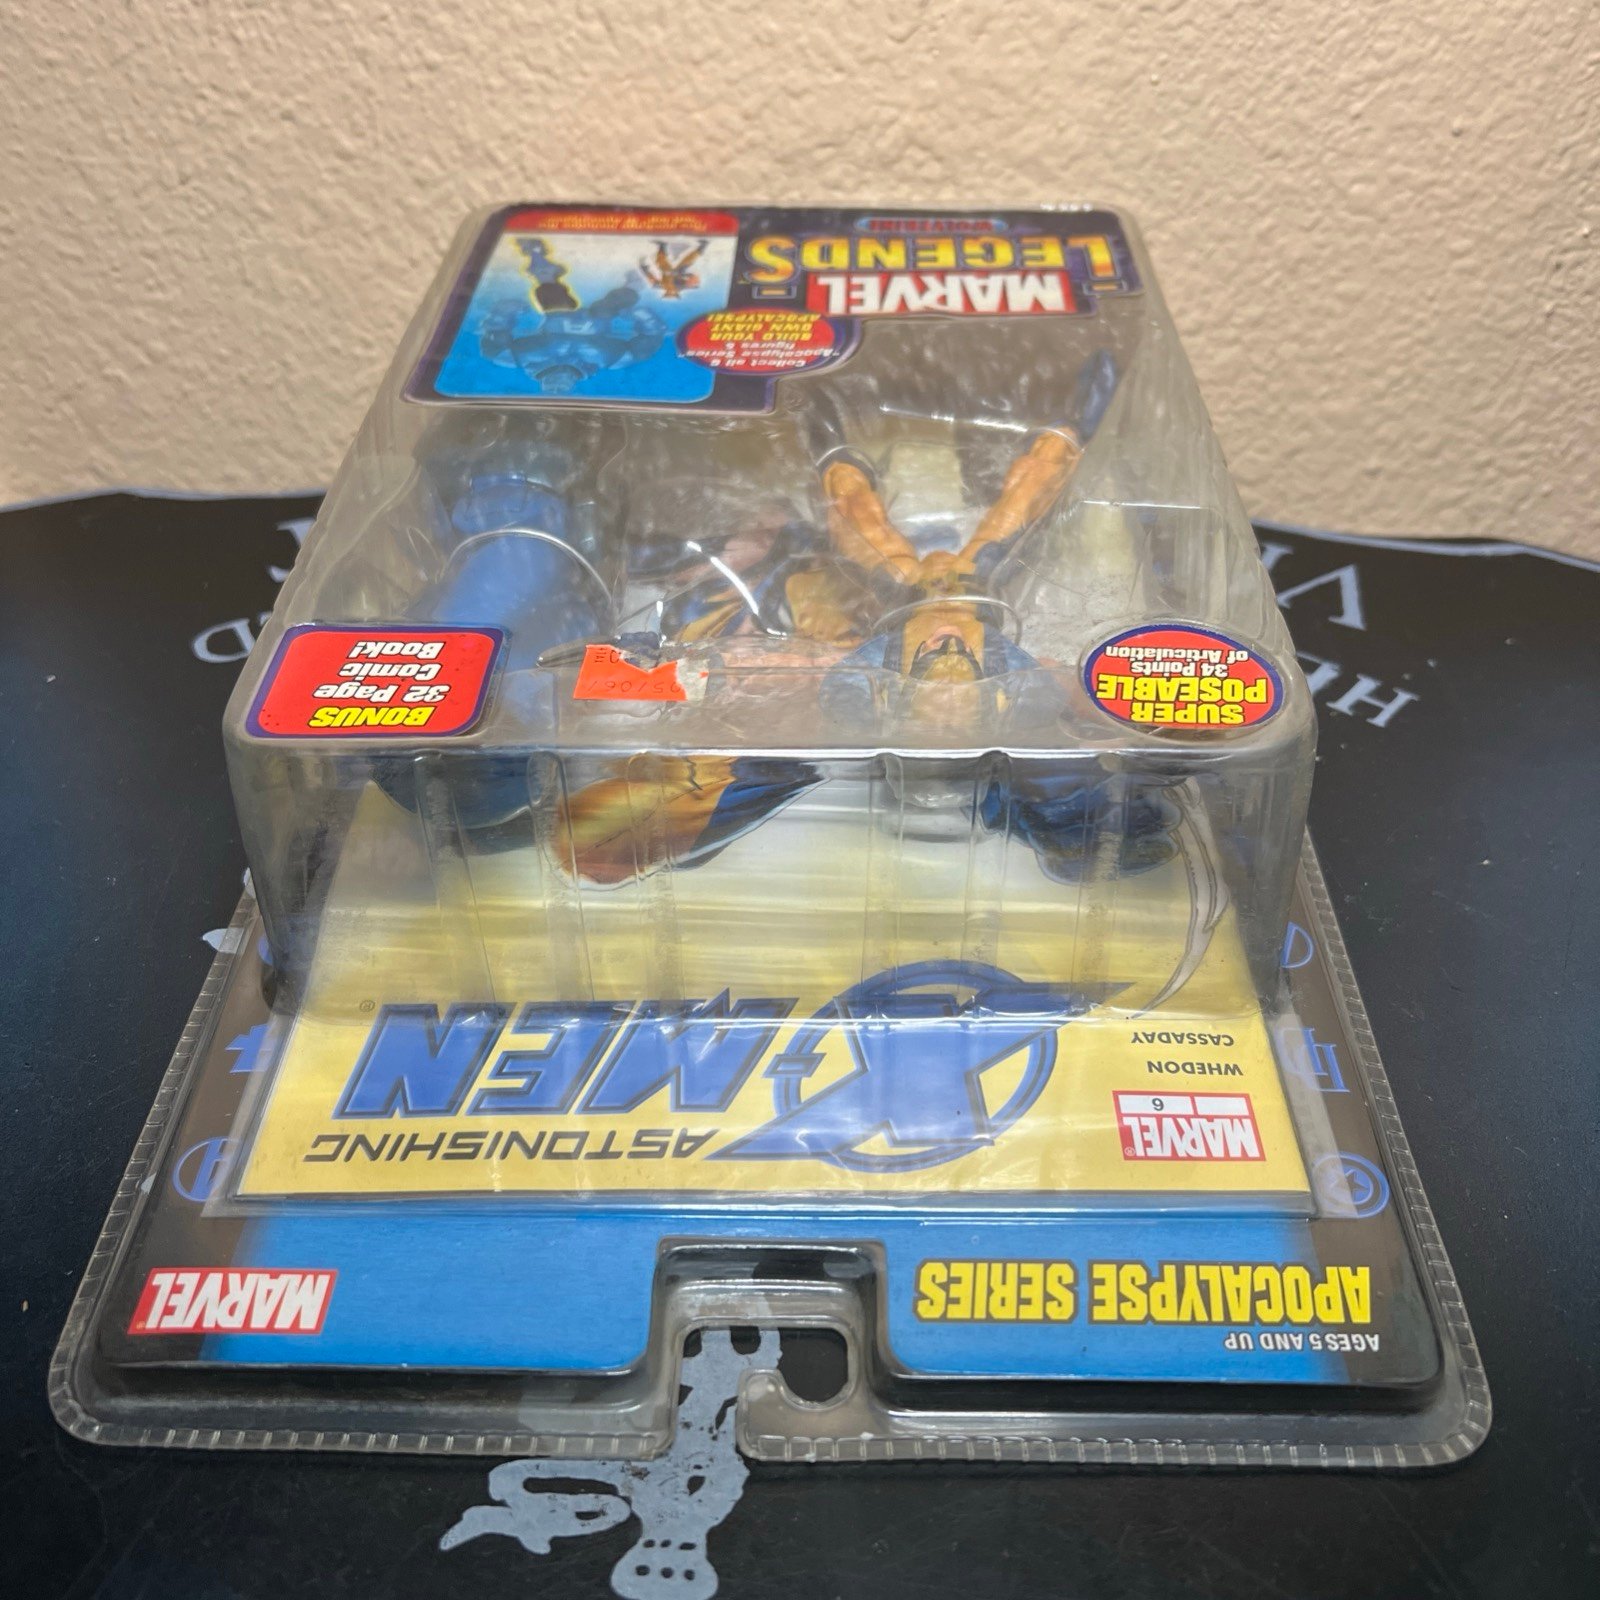 AGES 5 AND UP
APOCALYPSE SERIES
MARVEL
MARVEL®
6
WHEDON
CASSADAY
ASTONISHING
X-MEN®
SUPER
POSEABLE
34 Points
of Articulation
BONUS
32 Page
Comic
Book!
Collect all 6
"Apocalypse Series"
figures &
BUILD YOUR
OWN GIANT
APOCALYPSE!
MARVEL
LEGENDS
WOLVERINE